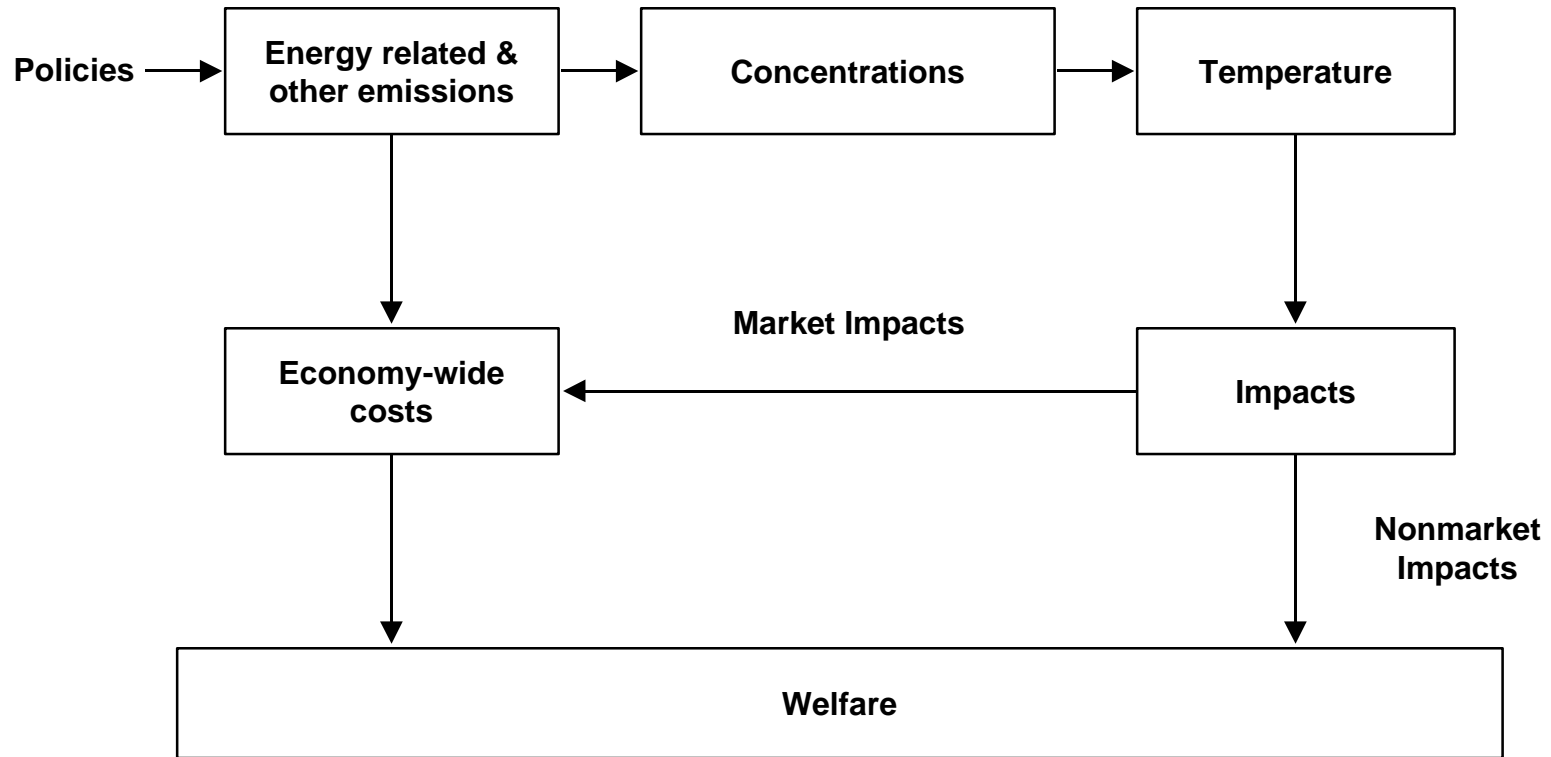 Policies
Energy related &
other emissions
Concentrations
Temperature
Market Impacts
Economy-wide
costs
Impacts
Nonmarket
Impacts
Welfare